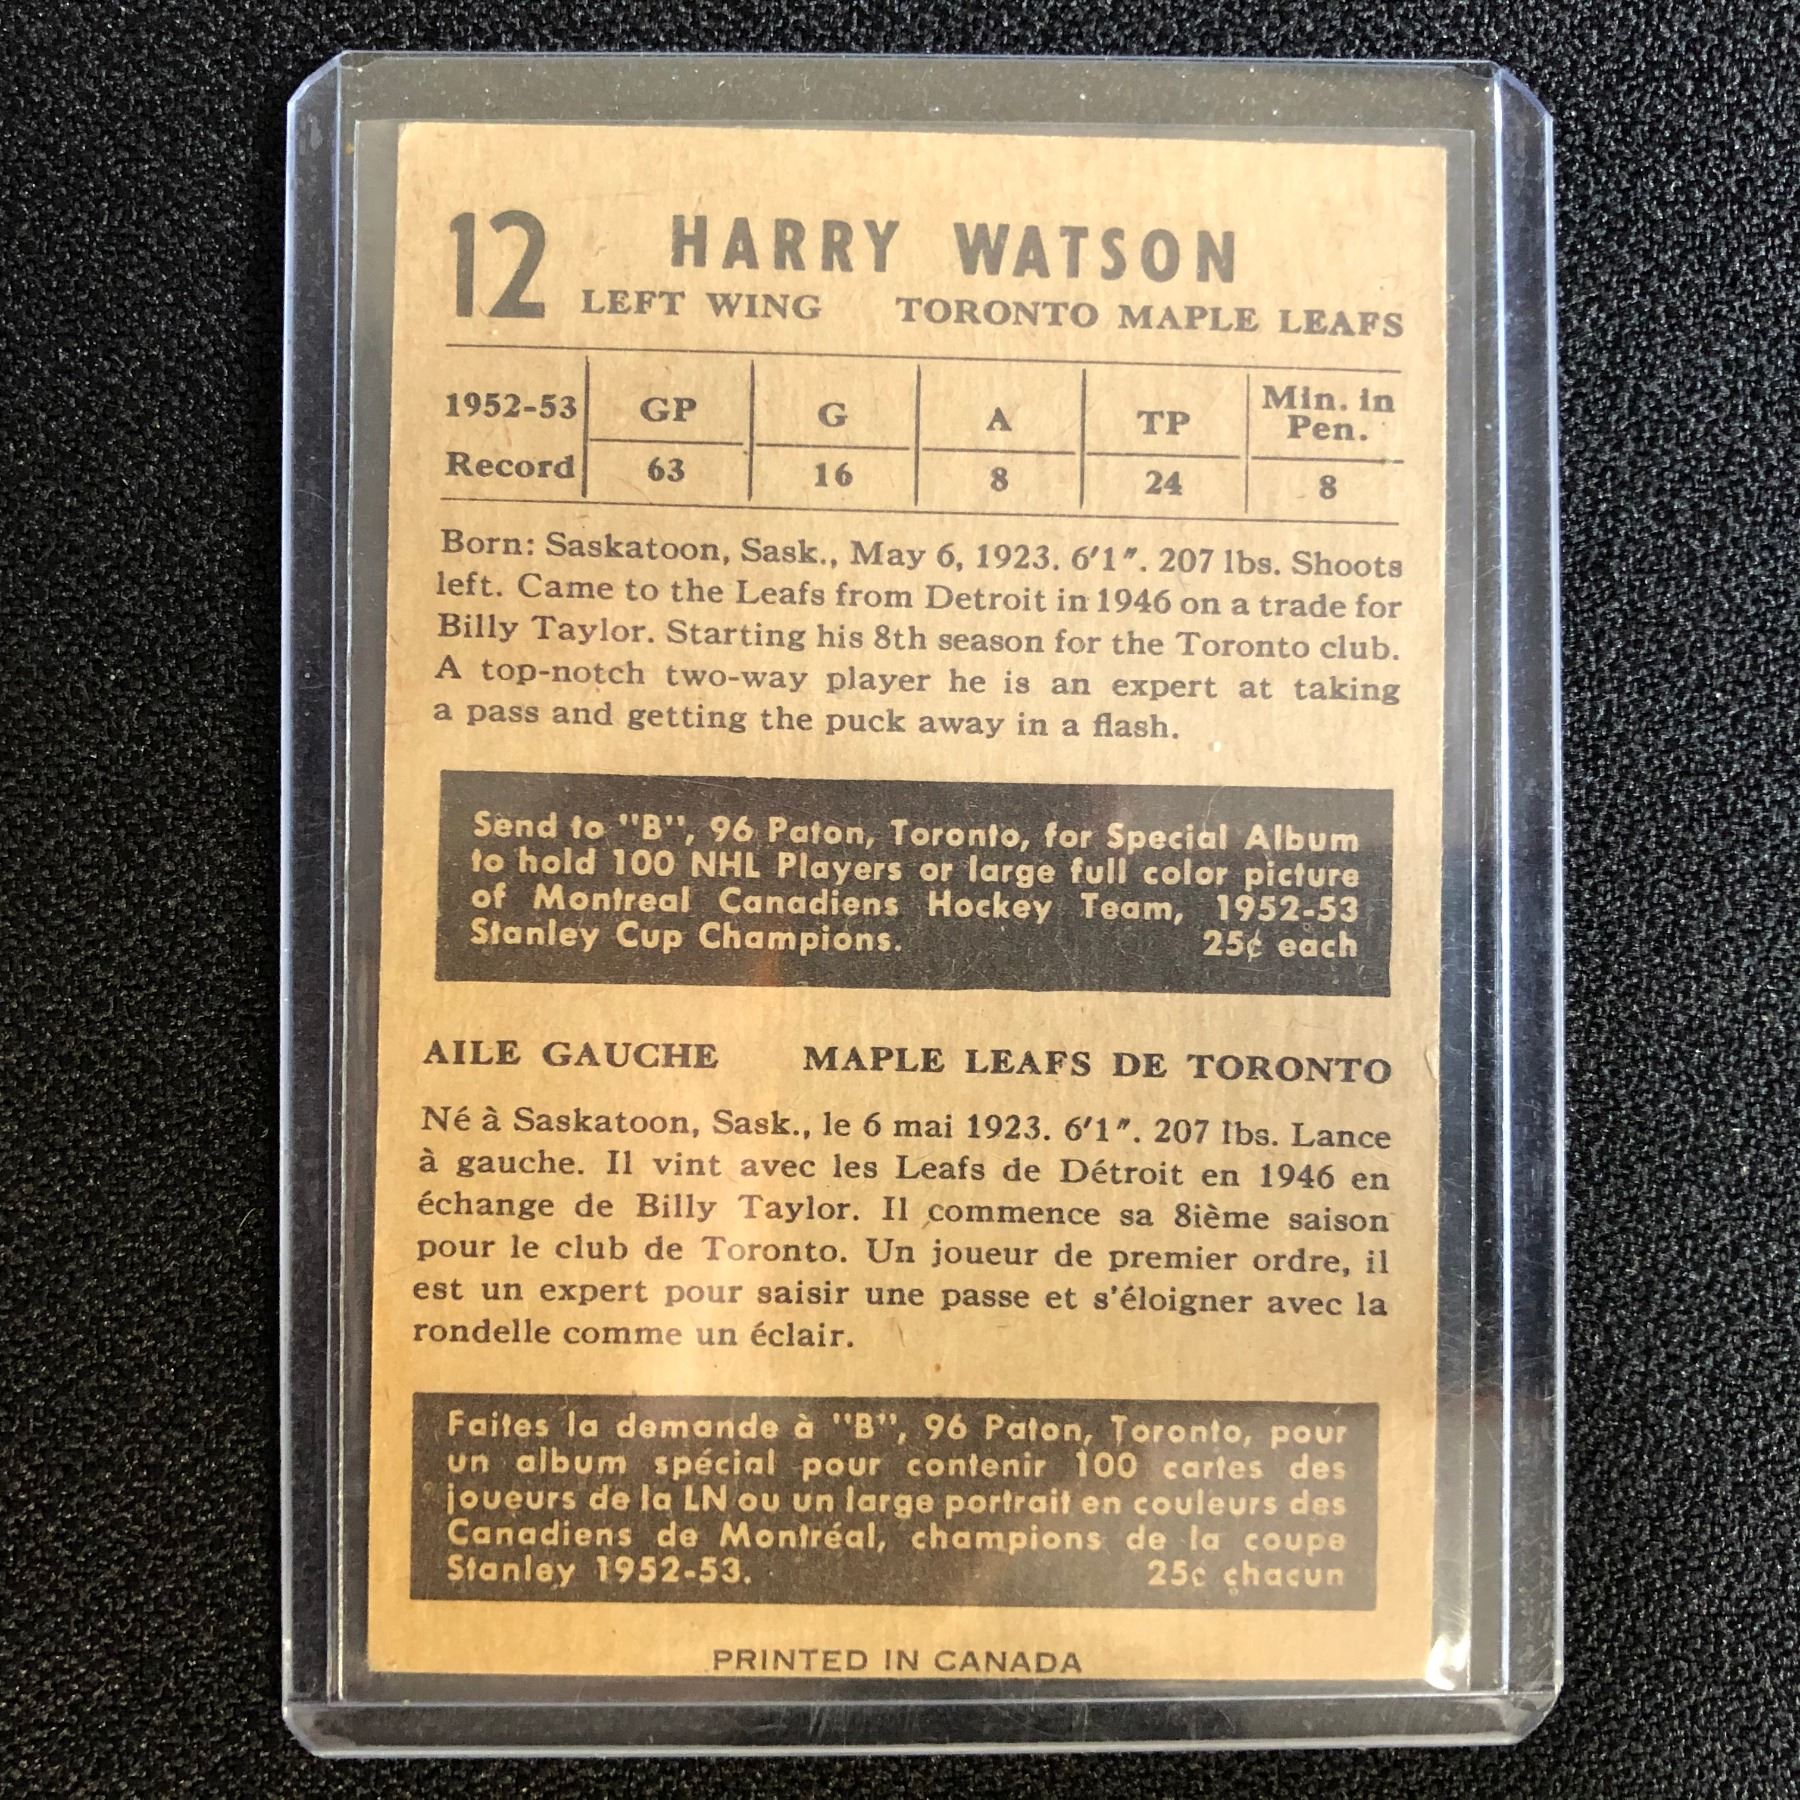 12 HARRY WATSON
LEFT WING TORONTO MAPLE LEAFS
1952-53 GP G A TP Min. in Pen.
Record 63 16 8 24 8
Born: Saskatoon, Sask., May 6, 1923. 6'1". 207 lbs. Shoots
left. Came to the Leafs from Detroit in 1946 on a trade for
Billy Taylor. Starting his 8th season for the Toronto club.
A top-notch two-way player he is an expert at taking
a pass and getting the puck away in a flash.
Send to "B", 96 Paton, Toronto, for Special Album
to hold 100 NHL Players or large full color picture
of Montreal Canadiens Hockey Team, 1952-53
Stanley Cup Champions. 25¢ each
AILE GAUCHE MAPLE LEAFS DE TORONTO
Né à Saskatoon, Sask., le 6 mai 1923. 6'1". 207 lbs. Lance
à gauche. Il vint avec les Leafs de Détroit en 1946 en
échange de Billy Taylor. Il commence sa 8ième saison
pour le club de Toronto. Un joueur de premier ordre, il
est un expert pour saisir une passe et s'éloigner avec la
rondelle comme un éclair.
Faites la demande à "B", 96 Paton, Toronto, pour
un album spécial pour contenir 100 cartes des
joueurs de la LN ou un large portrait en couleurs des
Canadiens de Montréal, champions de la coupe
Stanley 1952-53. 25¢ chacun
PRINTED IN CANADA